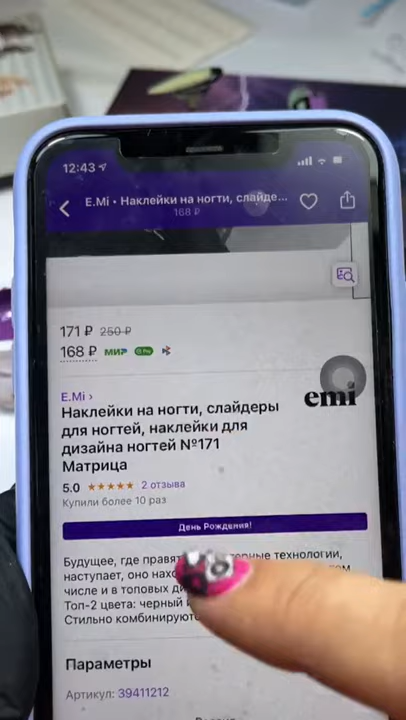 12:43
E.Mi • Наклейки на ногти, слайде...
168 ₽
171 ₽ 250 ₽
168 ₽ МИР Pay
E.Mi ›
emi
Наклейки на ногти, слайдеры
для ногтей, наклейки для
дизайна ногтей №171
Матрица
5.0 ★★★★★ 2 отзыва
Купили более 10 раз
День Рождения!
Будущее, где правят технологии,
наступает, оно
числе и в топовых
Топ-2 цвета: черный
Стильно
Параметры
Артикул: 39411212